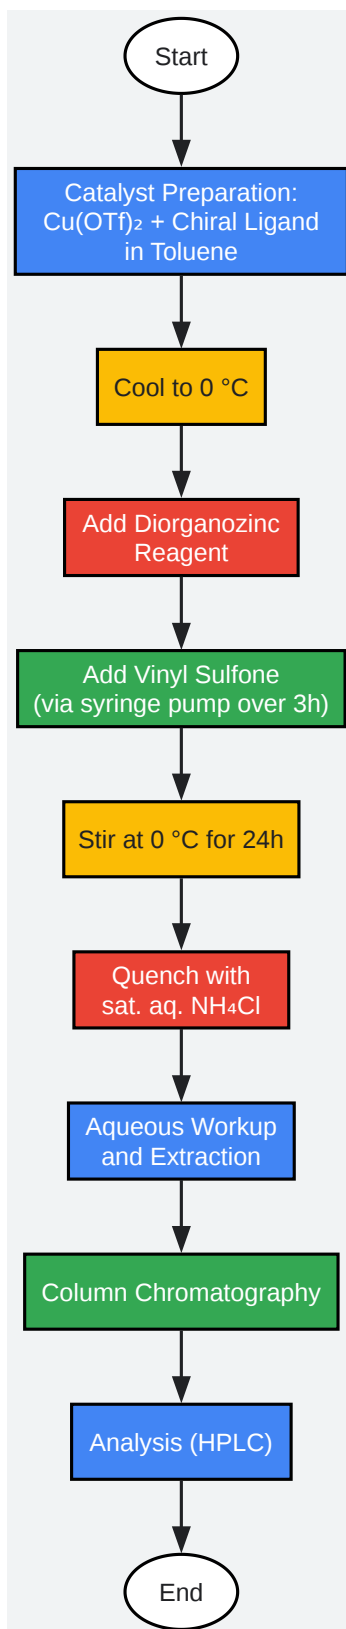 Start
Catalyst Preparation:
Cu(OTf)₂ + Chiral Ligand
in Toluene
Cool to 0 °C
Add Diorganozinc
Reagent
Add Vinyl Sulfone
(via syringe pump over 3h)
Stir at 0 °C for 24h
Quench with
sat. aq. NH₄Cl
Aqueous Workup
and Extraction
Column Chromatography
Analysis (HPLC)
End